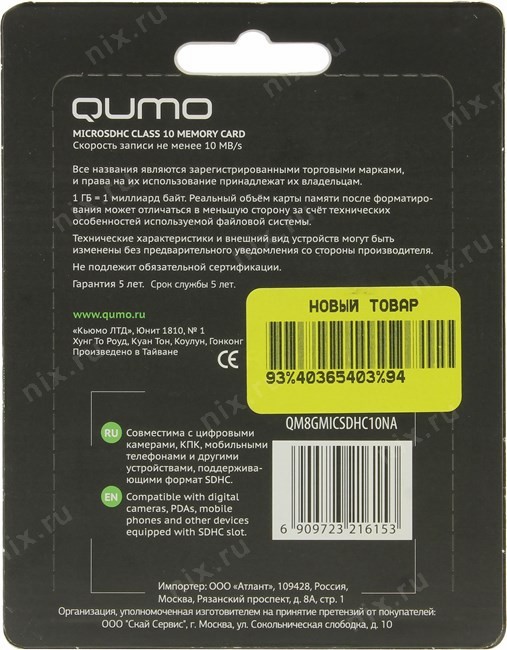 QUMO
MICROSDHC CLASS 10 MEMORY CARD
Скорость записи не менее 10 MB/s
Все названия являются зарегистрированными торговыми марками,
и права на их использование принадлежат их владельцам.
1 ГБ = 1 миллиард байт. Реальный объём карты памяти после форматиро-
вания может отличаться в меньшую сторону за счёт технических
особенностей используемой файловой системы.
Технические характеристики и внешний вид устройств могут быть
изменены без предварительного уведомления со стороны производителя.
Не подлежит обязательной сертификации.
Гарантия 5 лет. Срок службы 5 лет.
www.qumo.ru
«Кьюмо ЛТД», Юнит 1810, № 1
Хунг То Роуд, Куан Тон, Коулун, Гонконг
Произведено в Тайване
CE
НОВЫЙ ТОВАР
93%40365403%94
QM8GMICSDHC10NA
RU Совместима с цифровыми
камерами, КПК, мобильными
телефонами и другими
устройствами, поддержива-
ющими формат SDHC.
EN Compatible with digital
cameras, PDAs, mobile
phones and other devices
equipped with SDHC slot.
6 909723 216153
Импортер: ООО «Атлант», 109428, Россия,
Москва, Рязанский проспект, д. 8А, стр. 1
Организация, уполномоченная изготовителем на принятие претензий от покупателей:
ООО "Скай Сервис", г. Москва, ул. Сокольническая слободка, д. 10
nix.ru